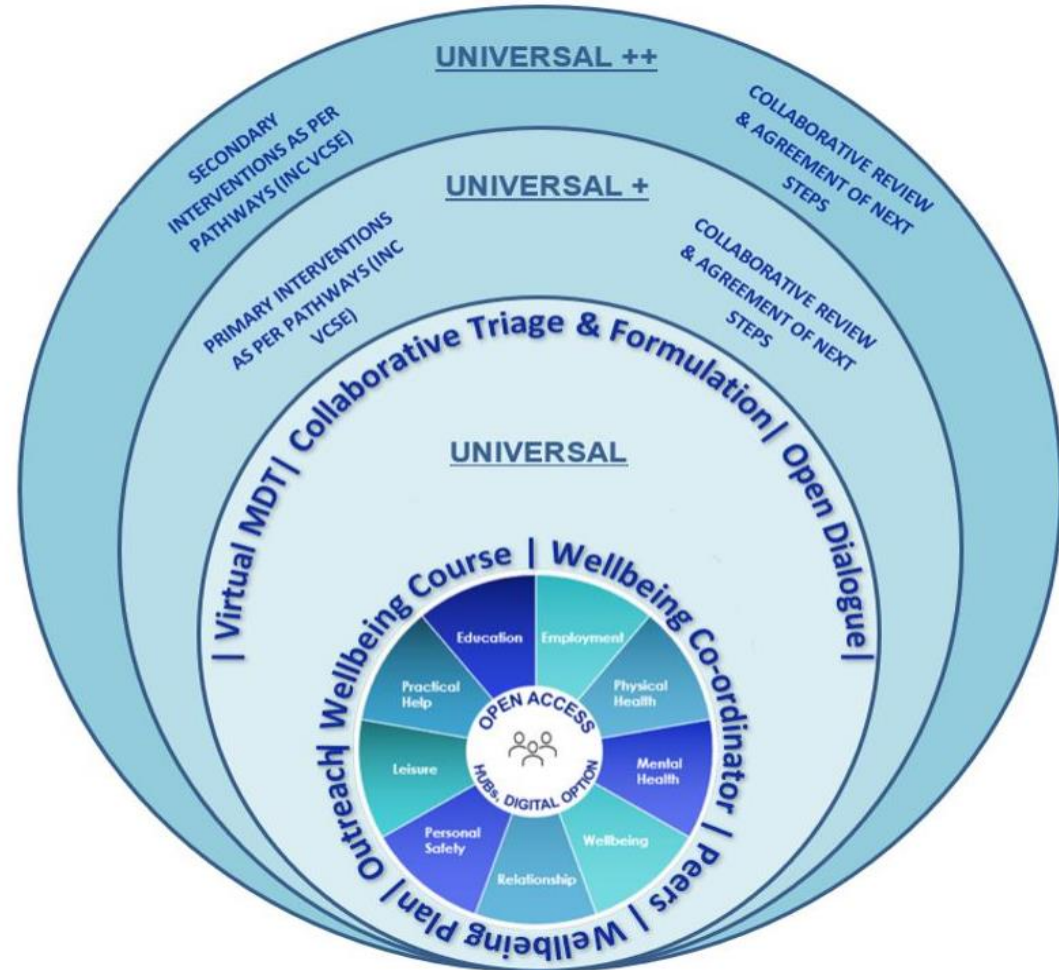 UNIVERSAL ++
SECONDARY
INTERVENTIONS AS PER
PATHWAYS (INC VCSE)
COLLABORATIVE REVIEW
& AGREEMENT OF NEXT
STEPS
UNIVERSAL +
PRIMARY INTERVENTIONS
AS PER PATHWAYS (INC
VCSE)
COLLABORATIVE REVIEW
& AGREEMENT OF NEXT
STEPS
| Virtual MDT| Collaborative Triage & Formulation| Open Dialogue|
UNIVERSAL
| Wellbeing Course | Wellbeing Co-ordinator | Peers | Wellbeing Plan| Outreach
Education
Employment
Physical
Health
Mental
Health
Wellbeing
Relationship
Personal
Safety
Leisure
Practical
Help
OPEN ACCESS
HUBs, DIGITAL OPTION